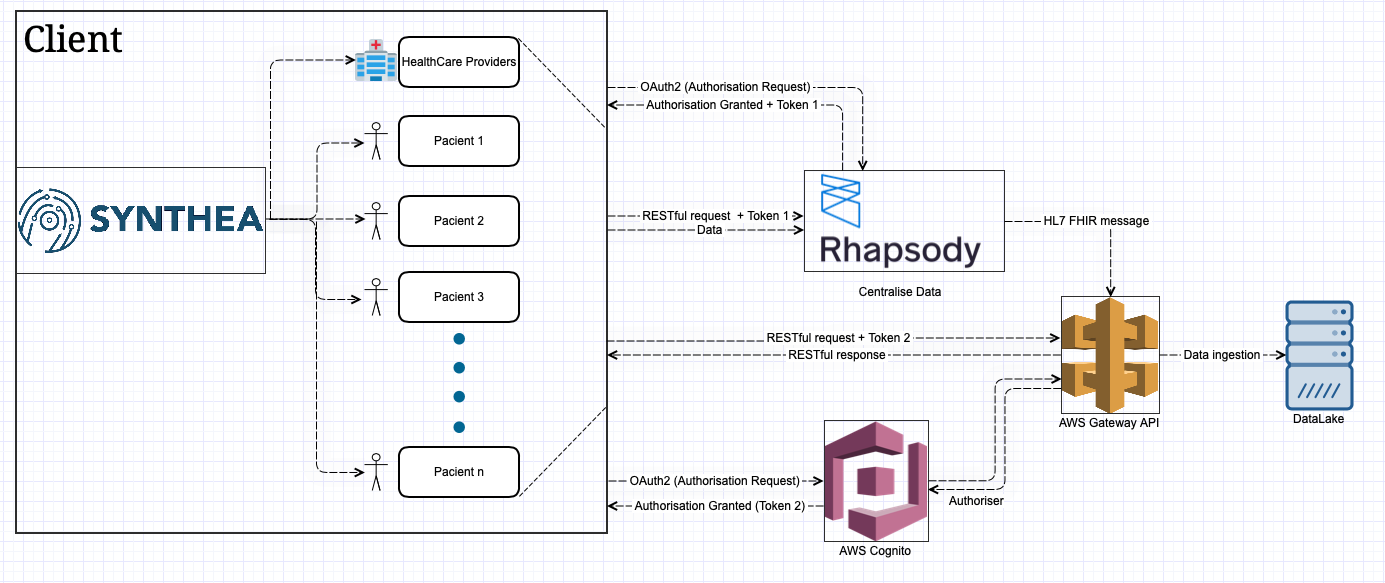 Client
HealthCare Providers
OAuth2 (Authorisation Request)
Authorisation Granted + Token 1
Pacient 1
SYNTHEA
Pacient 2
RESTful request + Token 1
Data
Rhapsody
HL7 FHIR message
Centralise Data
Pacient 3
RESTful request + Token 2
RESTful response
Data ingestion
AWS Gateway API
DataLake
Pacient n
OAuth2 (Authorisation Request)
Authorisation Granted (Token 2)
Authoriser
AWS Cognito